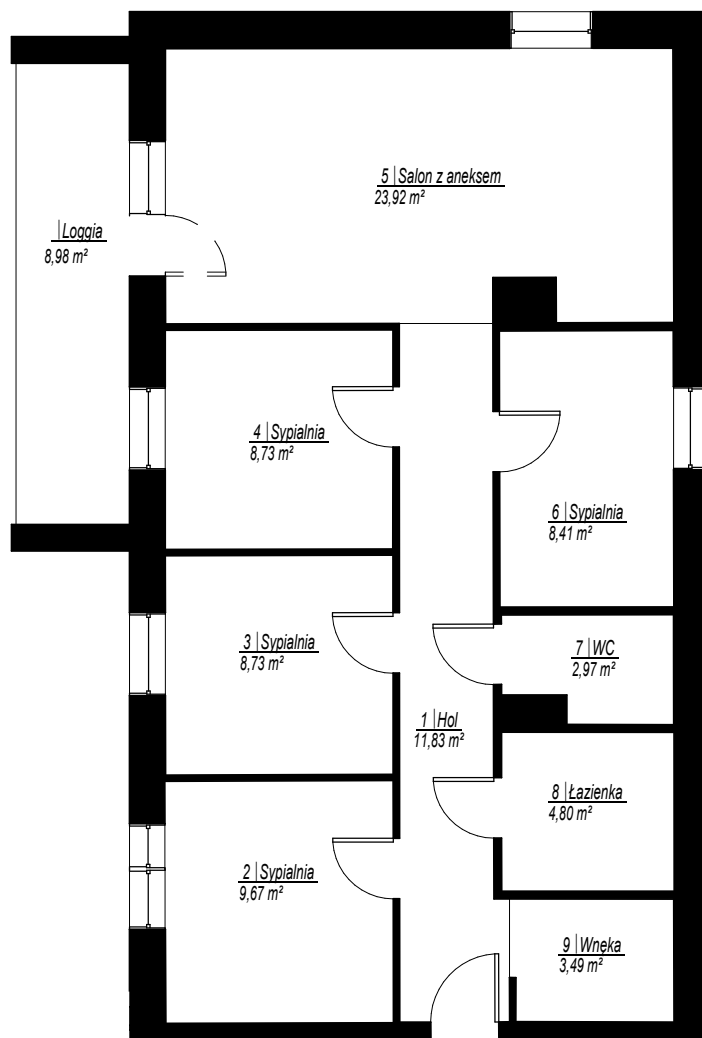 5 | Salon z aneksem
23,92 m²
| Loggia
8,98 m²
4 | Sypialnia
8,73 m²
6 | Sypialnia
8,41 m²
3 | Sypialnia
8,73 m²
7 | WC
2,97 m²
1 | Hol
11,83 m²
8 | Łazienka
4,80 m²
2 | Sypialnia
9,67 m²
9 | Wnęka
3,49 m²